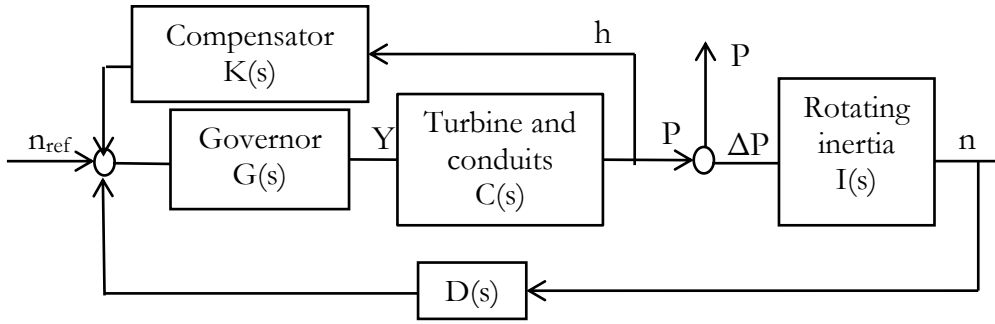 Compensator
K(s)
h
P
n_ref
Governor
G(s)
Y
Turbine and
conduits
C(s)
P
ΔP
Rotating
inertia
I(s)
n
D(s)